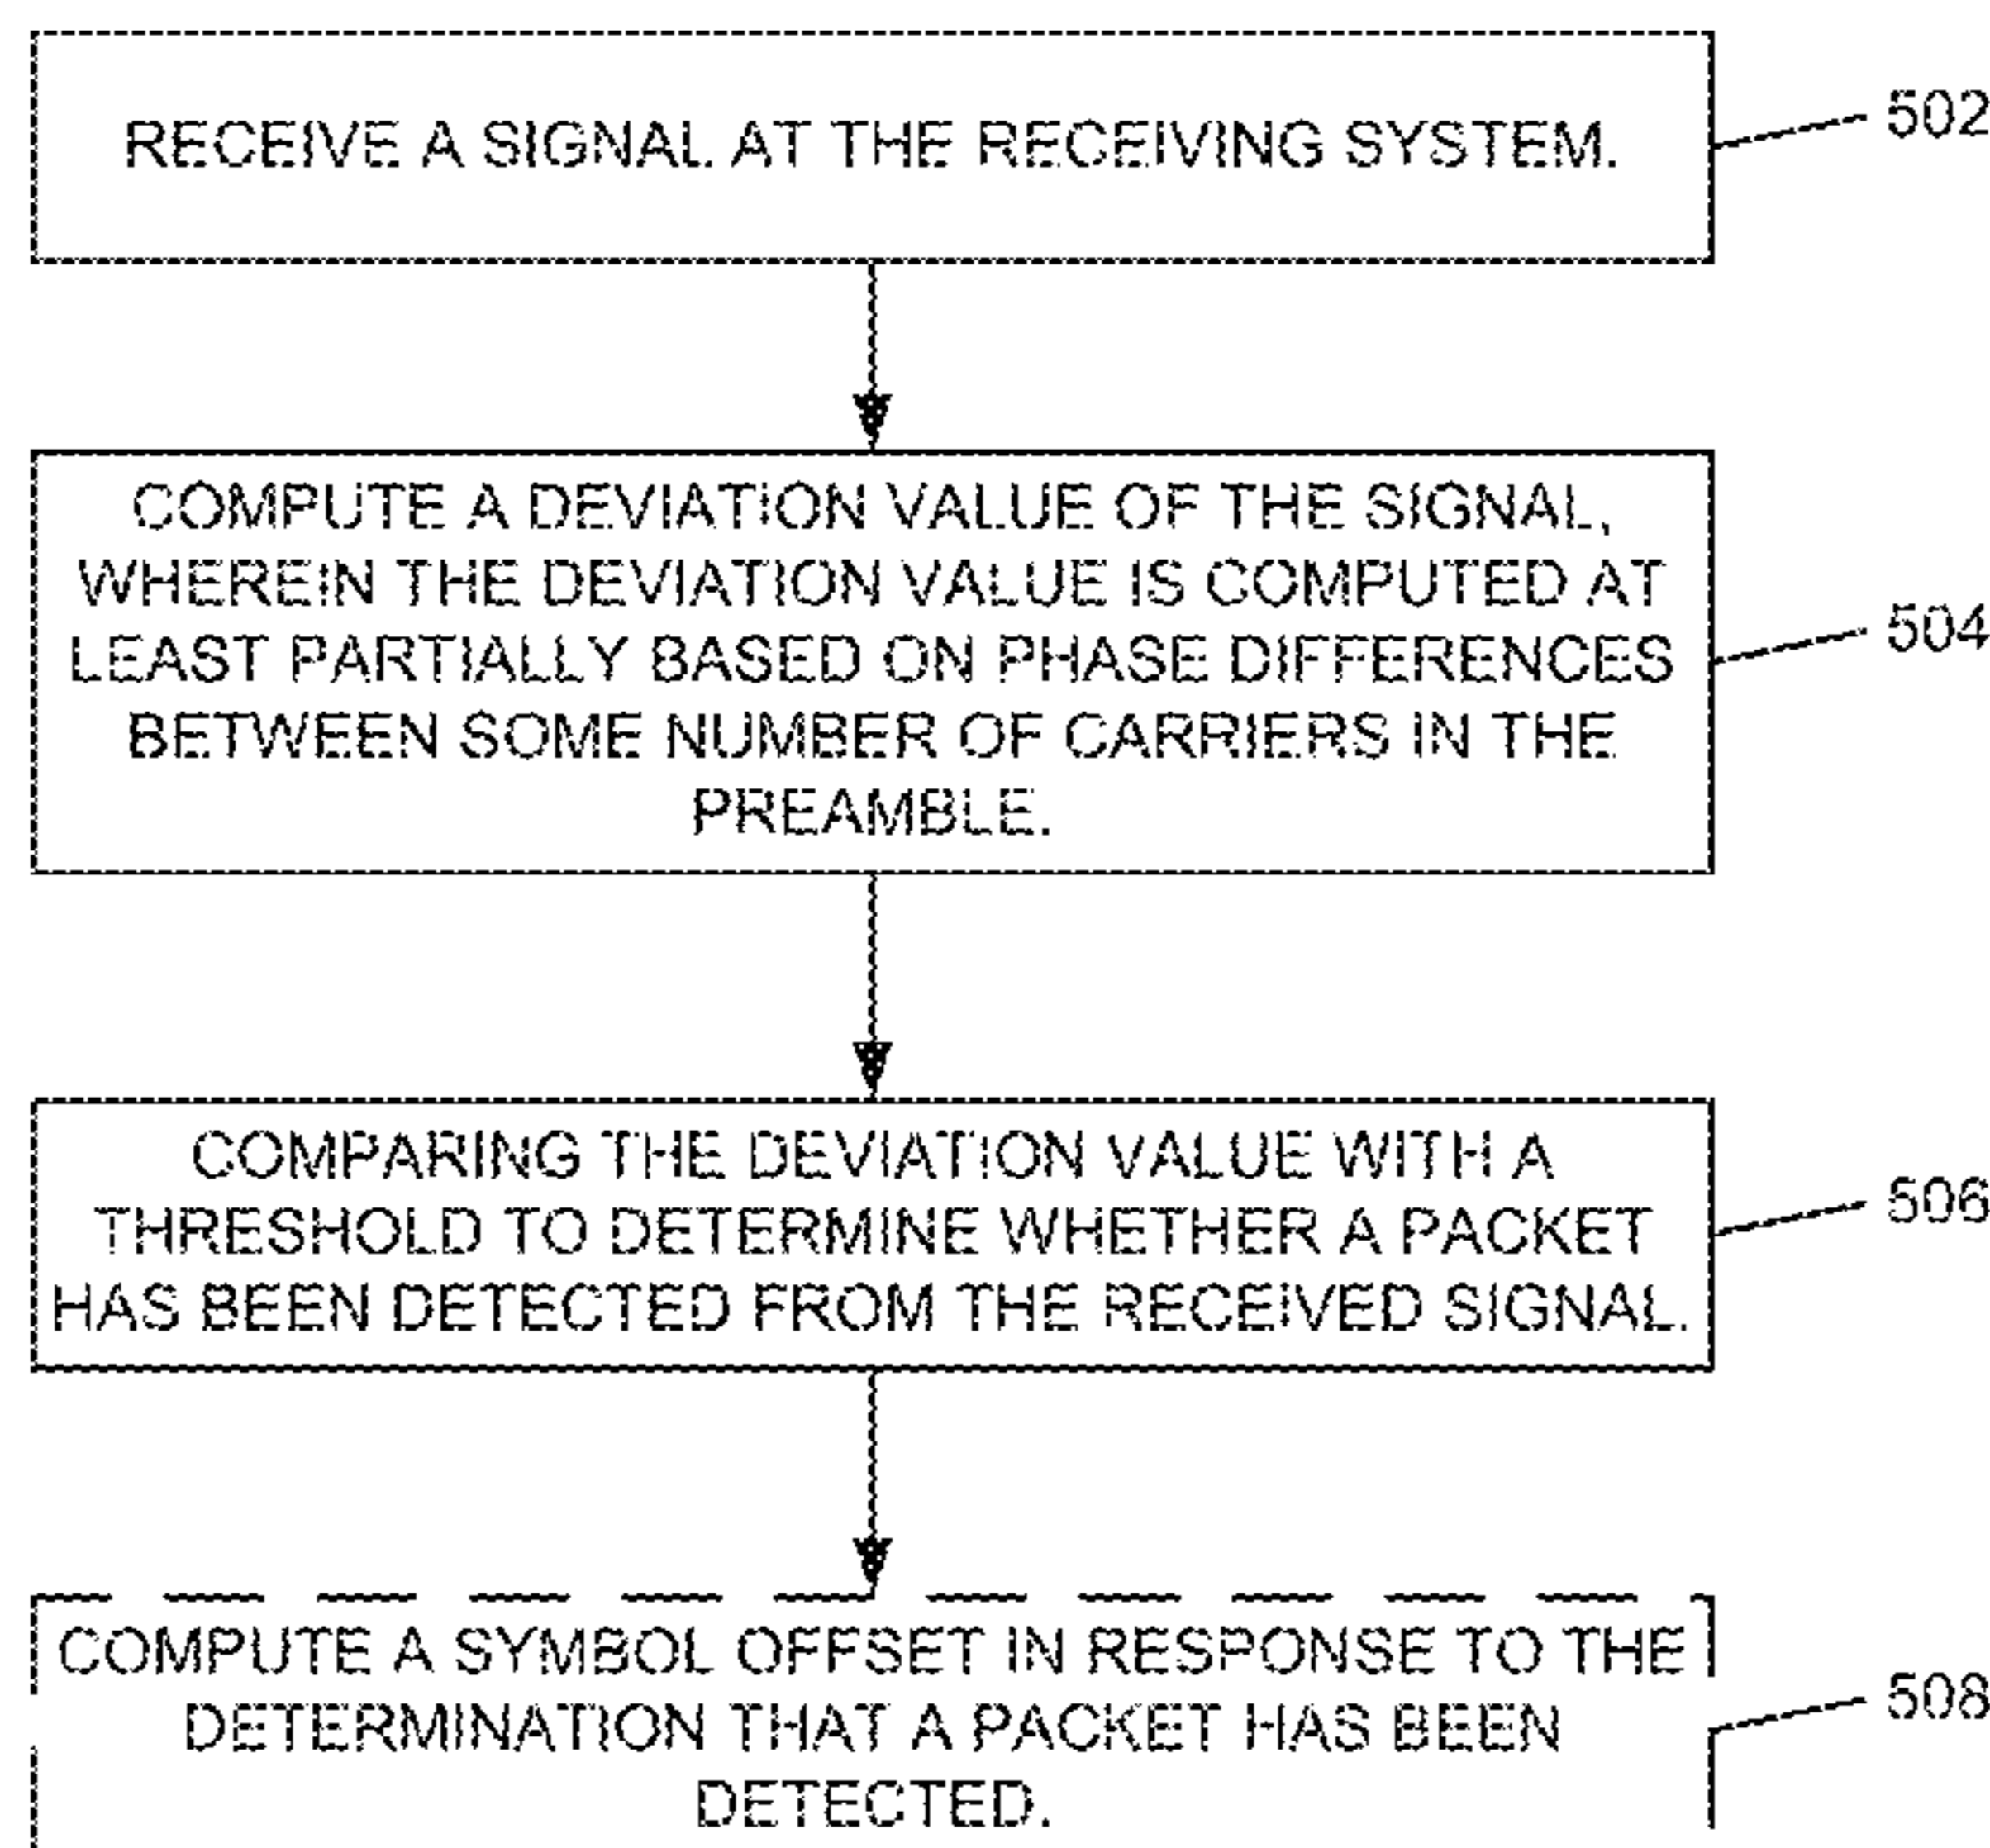 RECEIVE A SIGNAL AT THE RECEIVING SYSTEM.
502
COMPUTE A DEVIATION VALUE OF THE SIGNAL,
WHEREIN THE DEVIATION VALUE IS COMPUTED AT
LEAST PARTIALLY BASED ON PHASE DIFFERENCES
BETWEEN SOME NUMBER OF CARRIERS IN THE
PREAMBLE.
504
COMPARING THE DEVIATION VALUE WITH A
THRESHOLD TO DETERMINE WHETHER A PACKET
HAS BEEN DETECTED FROM THE RECEIVED SIGNAL.
506
COMPUTE A SYMBOL OFFSET IN RESPONSE TO THE
DETERMINATION THAT A PACKET HAS BEEN
DETECTED.
508